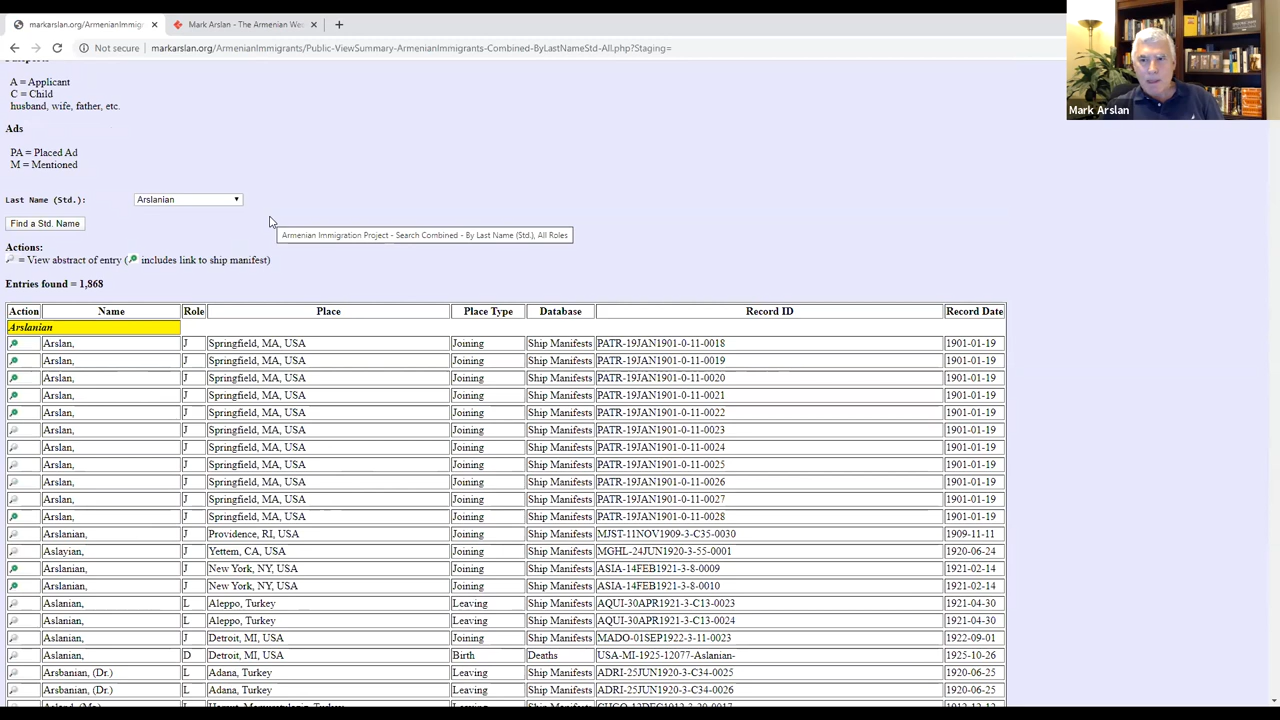 markarslan.org/ArmenianImmig
Mark Arslan - The Armenian Wee
Not secure
markarslan.org/ArmenianImmigrants/Public-ViewSummary-ArmenianImmigrants-Combined-ByLastNameStd-All.php?Staging=
Mark Arslan
A = Applicant
C = Child
husband, wife, father, etc.
Ads
PA = Placed Ad
M = Mentioned
Last Name (Std.): Arslanian
Find a Std. Name
Armenian Immigration Project - Search Combined - By Last Name (Std.), All Roles
Actions:
= View abstract of entry ( includes link to ship manifest)
Entries found = 1,868
Action Name Role Place Place Type Database Record ID Record Date
Arslanian
Arslan, J Springfield, MA, USA Joining Ship Manifests PATR-19JAN1901-0-11-0018 1901-01-19
Arslan, J Springfield, MA, USA Joining Ship Manifests PATR-19JAN1901-0-11-0019 1901-01-19
Arslan, J Springfield, MA, USA Joining Ship Manifests PATR-19JAN1901-0-11-0020 1901-01-19
Arslan, J Springfield, MA, USA Joining Ship Manifests PATR-19JAN1901-0-11-0021 1901-01-19
Arslan, J Springfield, MA, USA Joining Ship Manifests PATR-19JAN1901-0-11-0022 1901-01-19
Arslan, J Springfield, MA, USA Joining Ship Manifests PATR-19JAN1901-0-11-0023 1901-01-19
Arslan, J Springfield, MA, USA Joining Ship Manifests PATR-19JAN1901-0-11-0024 1901-01-19
Arslan, J Springfield, MA, USA Joining Ship Manifests PATR-19JAN1901-0-11-0025 1901-01-19
Arslan, J Springfield, MA, USA Joining Ship Manifests PATR-19JAN1901-0-11-0026 1901-01-19
Arslan, J Springfield, MA, USA Joining Ship Manifests PATR-19JAN1901-0-11-0027 1901-01-19
Arslan, J Springfield, MA, USA Joining Ship Manifests PATR-19JAN1901-0-11-0028 1901-01-19
Arslanian, J Providence, RI, USA Joining Ship Manifests MJST-11NOV1909-3-C35-0030 1909-11-11
Aslayian, J Yettem, CA, USA Joining Ship Manifests MGHL-24JUN1920-3-55-0001 1920-06-24
Arslanian, J New York, NY, USA Joining Ship Manifests ASIA-14FEB1921-3-8-0009 1921-02-14
Arslanian, J New York, NY, USA Joining Ship Manifests ASIA-14FEB1921-3-8-0010 1921-02-14
Aslanian, L Aleppo, Turkey Leaving Ship Manifests AQUI-30APR1921-3-C13-0023 1921-04-30
Aslanian, L Aleppo, Turkey Leaving Ship Manifests AQUI-30APR1921-3-C13-0024 1921-04-30
Aslanian, J Detroit, MI, USA Joining Ship Manifests MADO-01SEP1922-3-11-0023 1922-09-01
Aslanian, D Detroit, MI, USA Birth Deaths USA-MI-1925-12077-Aslanian- 1925-10-26
Arsbanian, (Dr.) L Adana, Turkey Leaving Ship Manifests ADRI-25JUN1920-3-C34-0025 1920-06-25
Arsbanian, (Dr.) L Adana, Turkey Leaving Ship Manifests ADRI-25JUN1920-3-C34-0026 1920-06-25